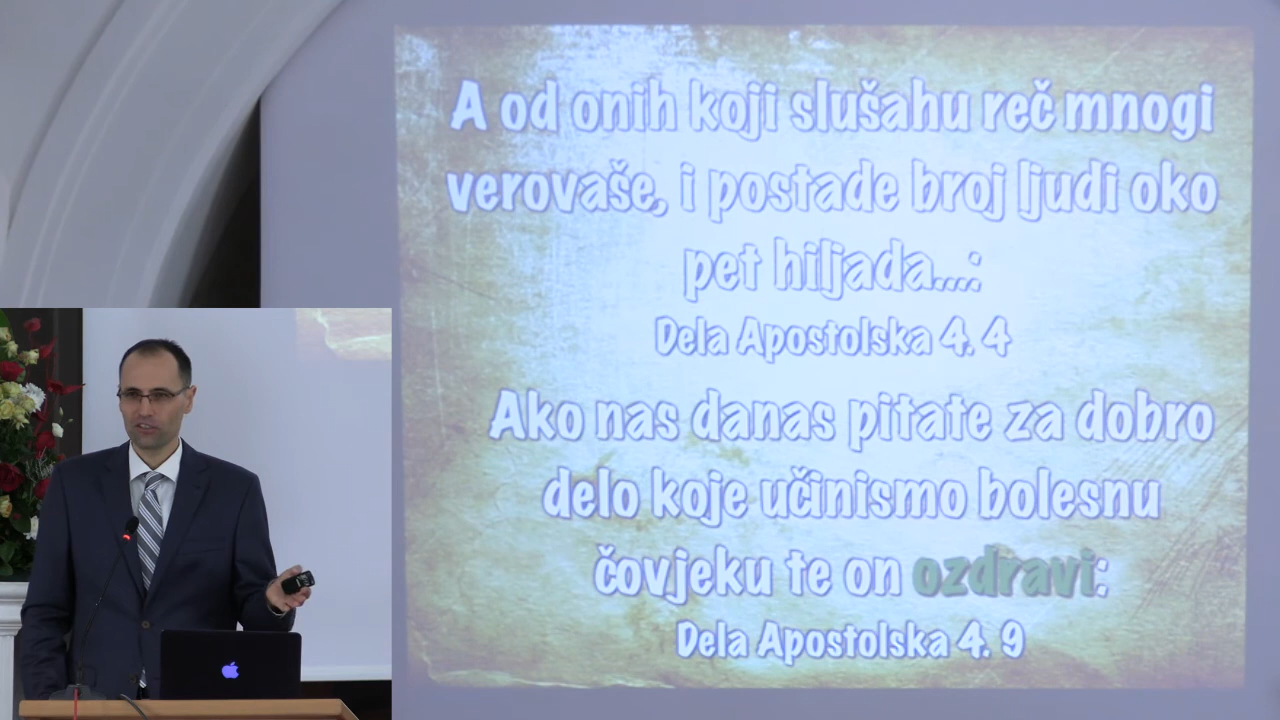 A od onih koji slušahu reč mnogi
verovaše, i postade broj ljudi oko
pet hiljada...:
Dela Apostolska 4. 4
Ako nas danas pitate za dobro
delo koje učinismo bolesnu
čovjeku te on ozdravi:
Dela Apostolska 4. 9